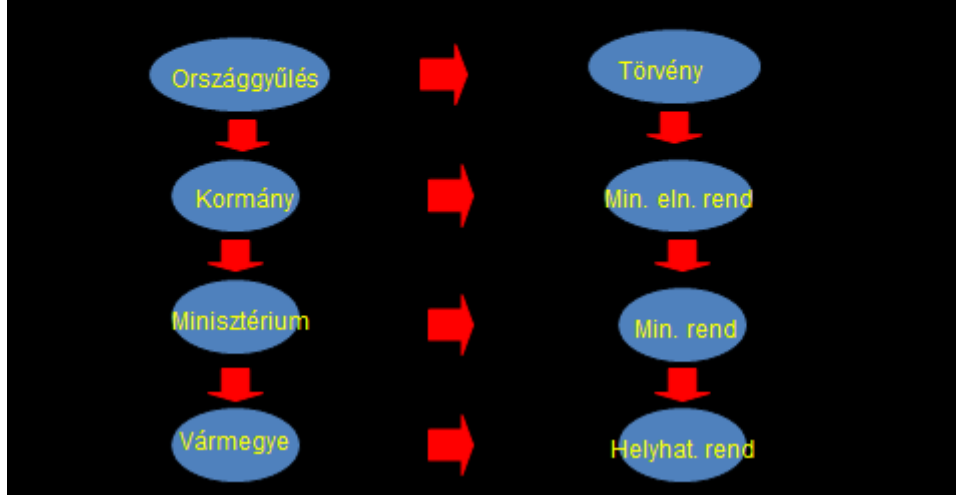 Országgyűlés
Törvény
Kormány
Min. eln. rend
Minisztérium
Min. rend
Vármegye
Helyhat. rend